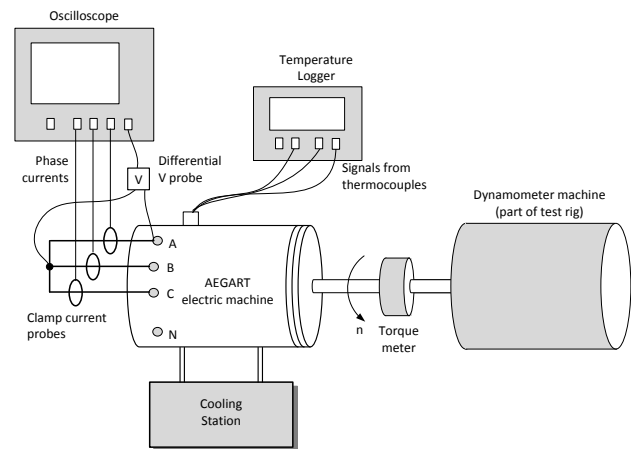 Oscilloscope
Temperature
Logger
Phase
currents
Differential
V probe
V
Signals from
thermocouples
Dynamometer machine
(part of test rig)
A
B
C
N
AEGART
electric machine
Clamp current
probes
n
Torque
meter
Cooling
Station